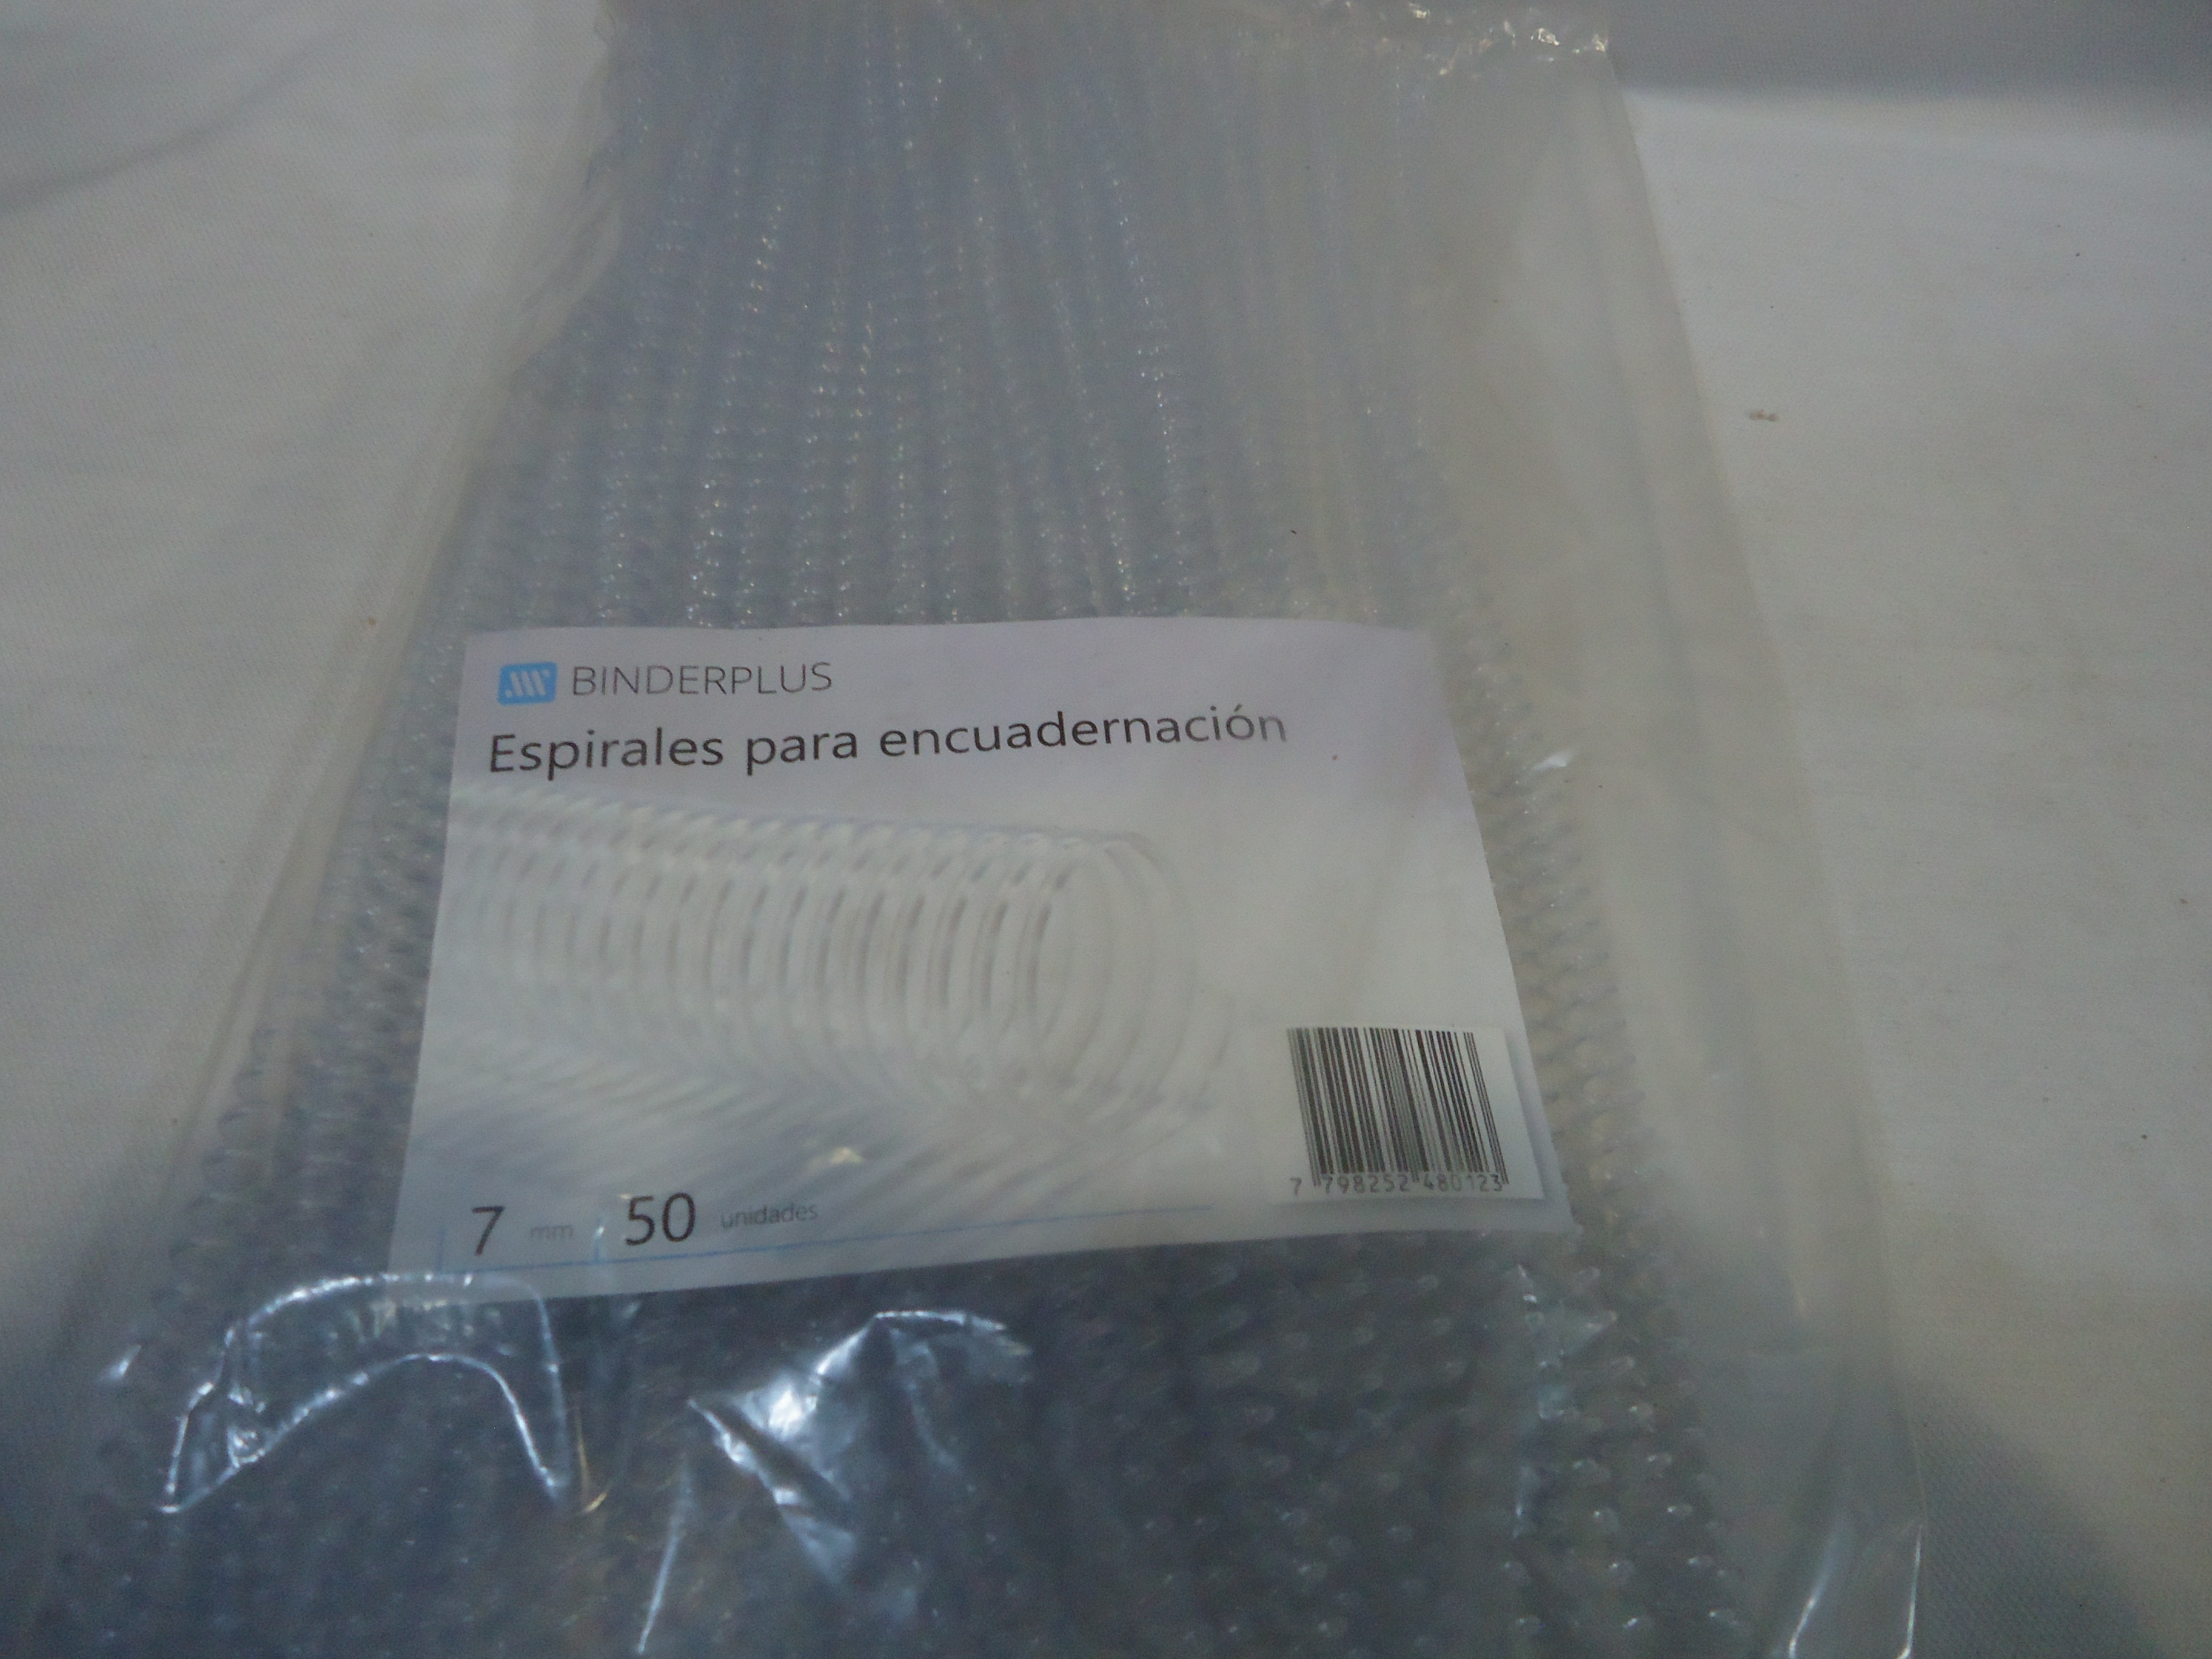 BINDERPLUS
Espirales para encuadernación
7 mm 50 unidades
7 798252 480123